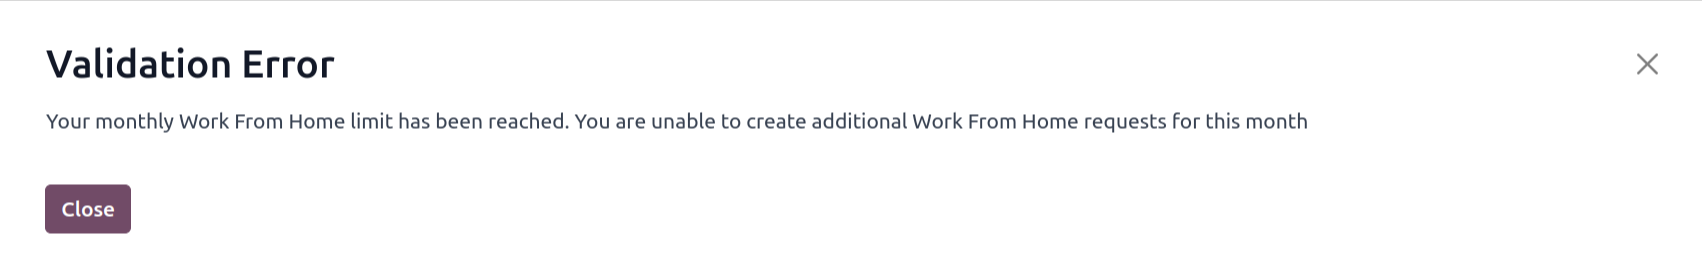 Validation Error
Your monthly Work From Home limit has been reached. You are unable to create additional Work From Home requests for this month
Close